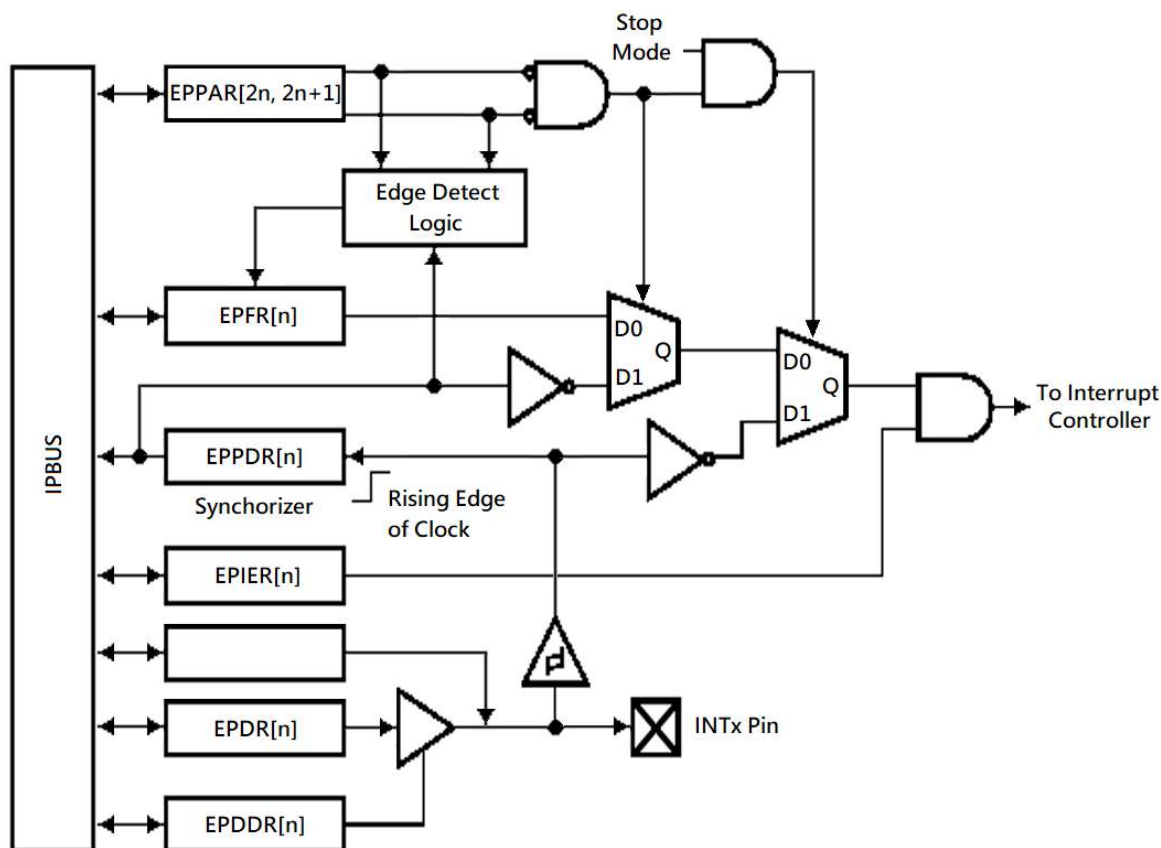 Stop
Mode
EPPAR[2n, 2n+1]
Edge Detect
Logic
EPFR[n]
D0
Q
D1
D0
Q
D1
To Interrupt
Controller
IPBUS
EPPDR[n]
Synchorizer
Rising Edge
of Clock
EPIER[n]
EPDR[n]
INTx Pin
EPDDR[n]